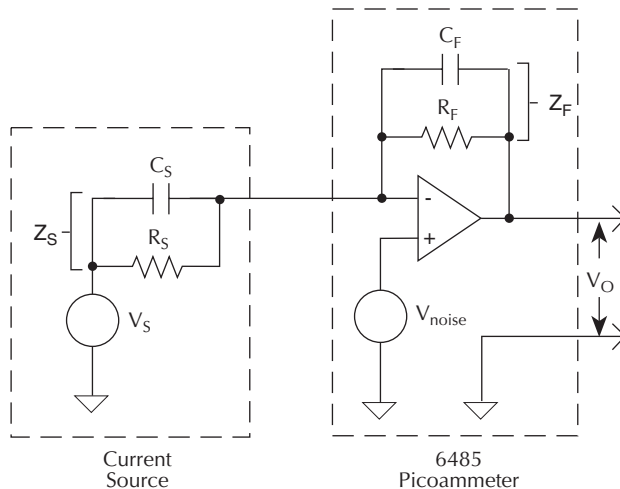 C_F
Z_F
R_F
C_S
Z_S
R_S
-
+
V_S
V_noise
V_O
Current
Source
6485
Picoammeter